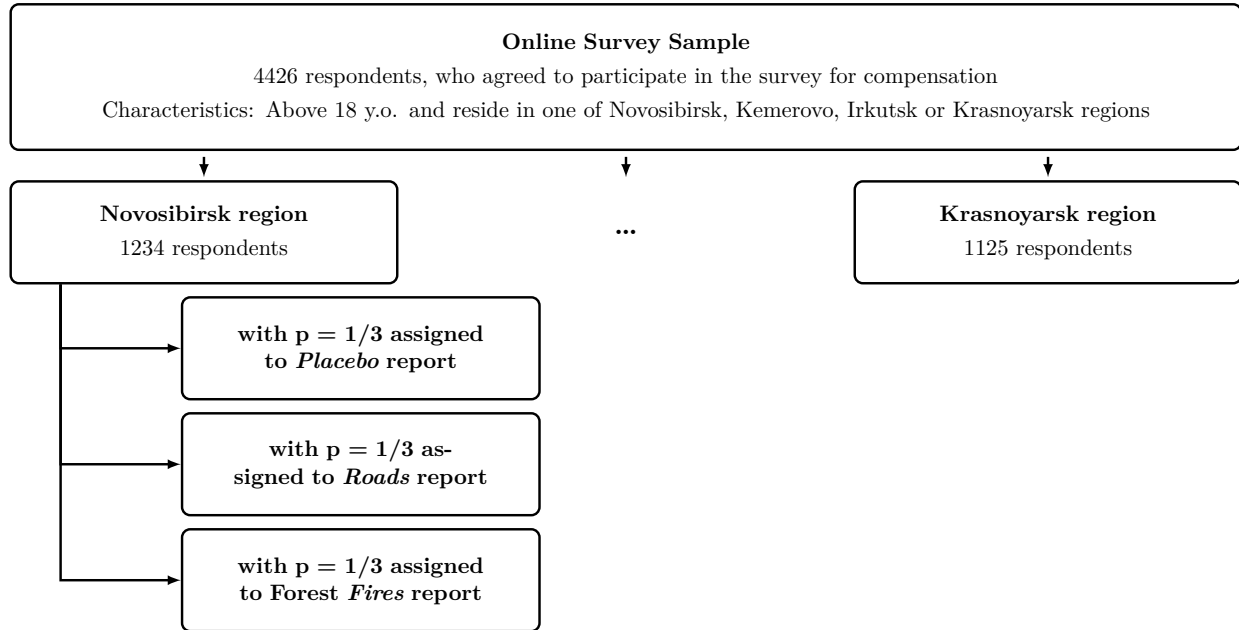 Online Survey Sample
4426 respondents, who agreed to participate in the survey for compensation
Characteristics: Above 18 y.o. and reside in one of Novosibirsk, Kemerovo, Irkutsk or Krasnoyarsk regions
Novosibirsk region
1234 respondents
...
Krasnoyarsk region
1125 respondents
with p = 1/3 assigned
to Placebo report
with p = 1/3 as-
signed to Roads report
with p = 1/3 assigned
to Forest Fires report